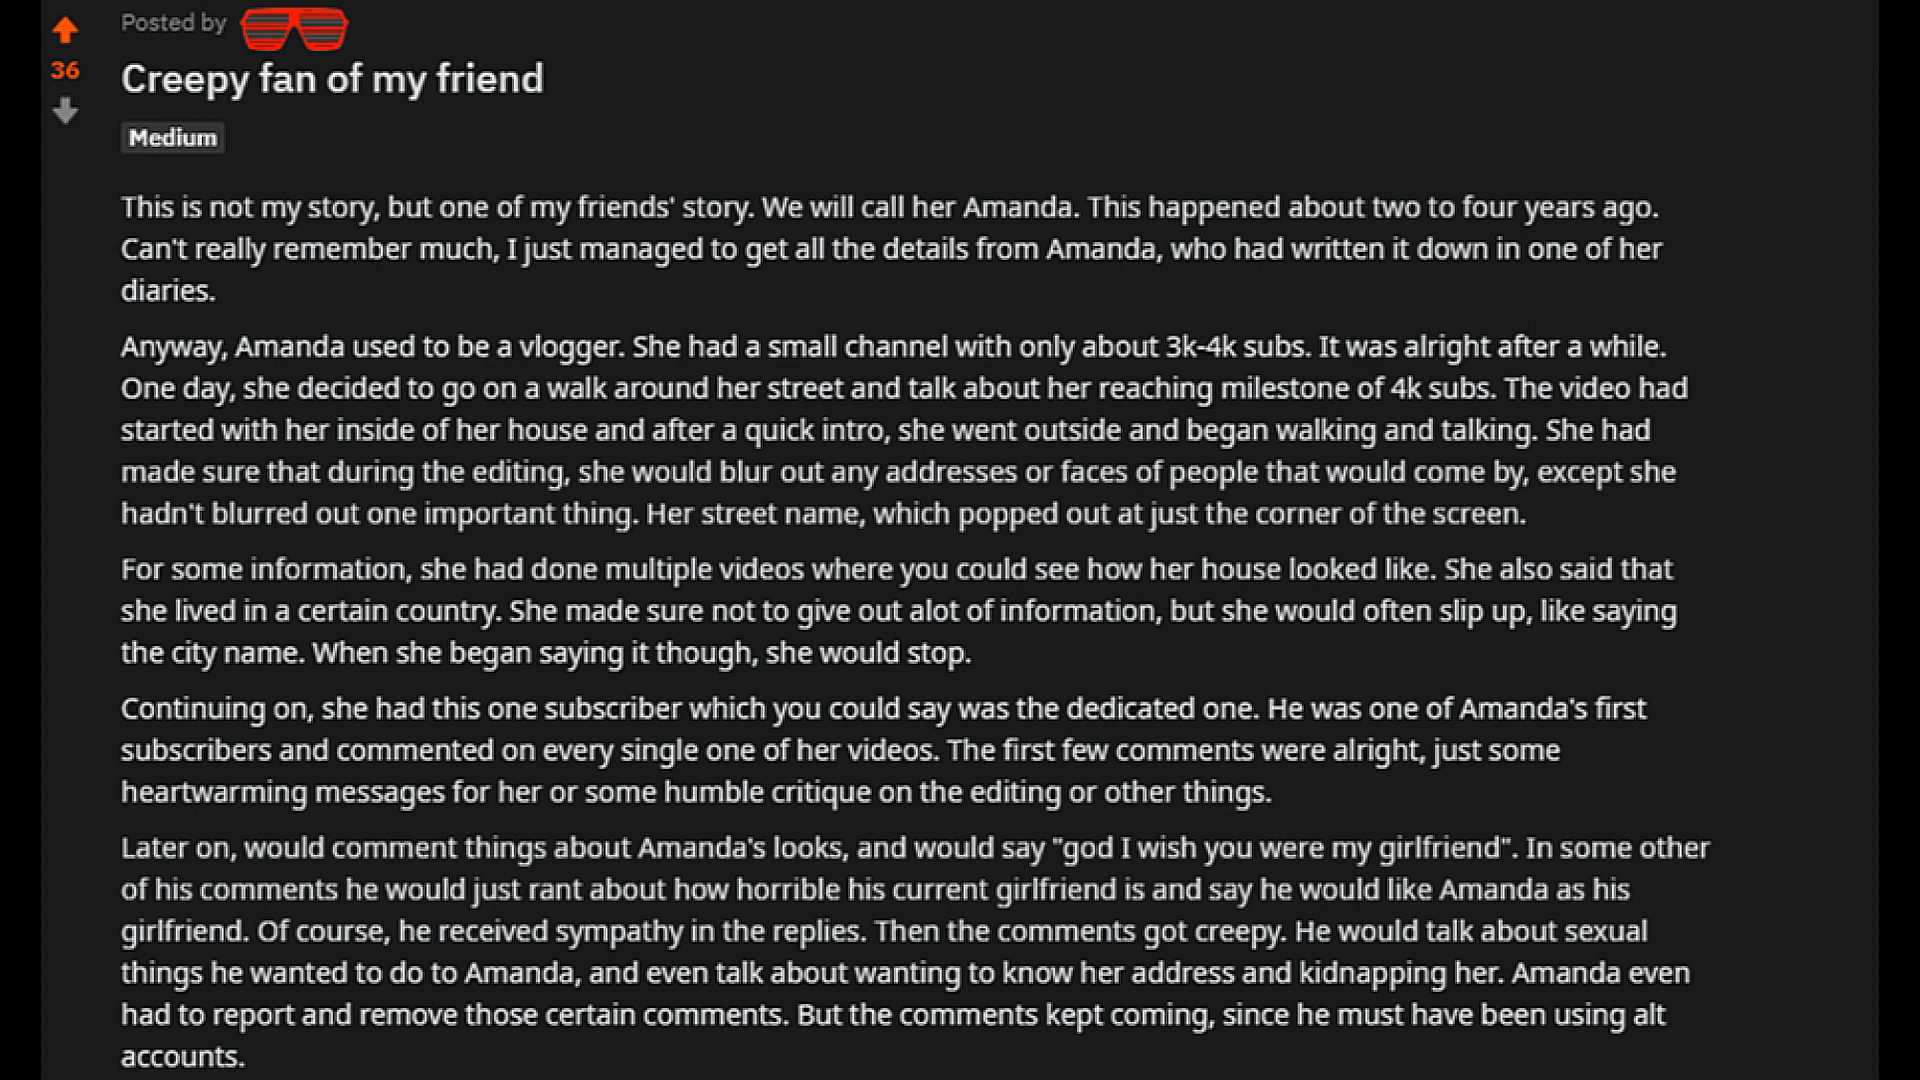 Posted by
36
Creepy fan of my friend
Medium
This is not my story, but one of my friends' story. We will call her Amanda. This happened about two to four years ago.
Can't really remember much, I just managed to get all the details from Amanda, who had written it down in one of her
diaries.
Anyway, Amanda used to be a vlogger. She had a small channel with only about 3k-4k subs. It was alright after a while.
One day, she decided to go on a walk around her street and talk about her reaching milestone of 4k subs. The video had
started with her inside of her house and after a quick intro, she went outside and began walking and talking. She had
made sure that during the editing, she would blur out any addresses or faces of people that would come by, except she
hadn't blurred out one important thing. Her street name, which popped out at just the corner of the screen.
For some information, she had done multiple videos where you could see how her house looked like. She also said that
she lived in a certain country. She made sure not to give out alot of information, but she would often slip up, like saying
the city name. When she began saying it though, she would stop.
Continuing on, she had this one subscriber which you could say was the dedicated one. He was one of Amanda's first
subscribers and commented on every single one of her videos. The first few comments were alright, just some
heartwarming messages for her or some humble critique on the editing or other things.
Later on, would comment things about Amanda's looks, and would say "god I wish you were my girlfriend". In some other
of his comments he would just rant about how horrible his current girlfriend is and say he would like Amanda as his
girlfriend. Of course, he received sympathy in the replies. Then the comments got creepy. He would talk about sexual
things he wanted to do to Amanda, and even talk about wanting to know her address and kidnapping her. Amanda even
had to report and remove those certain comments. But the comments kept coming, since he must have been using alt
accounts.